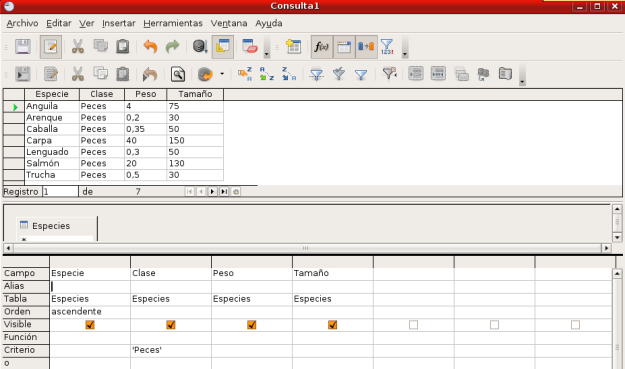 Consulta1
Archivo Editar Ver Insertar Herramientas Ventana Ayuda
Especie Clase Peso Tamaño
Anguila Peces 4 75
Arenque Peces 0,2 30
Caballa Peces 0,35 50
Carpa Peces 40 150
Lenguado Peces 0,3 50
Salmón Peces 20 130
Trucha Peces 0,5 30
Registro 1 de 7
Especies
*
Campo Especie Clase Peso Tamaño
Alias
Tabla Especies Especies Especies Especies
Orden ascendente
Visible
Función
Criterio 'Peces'
o